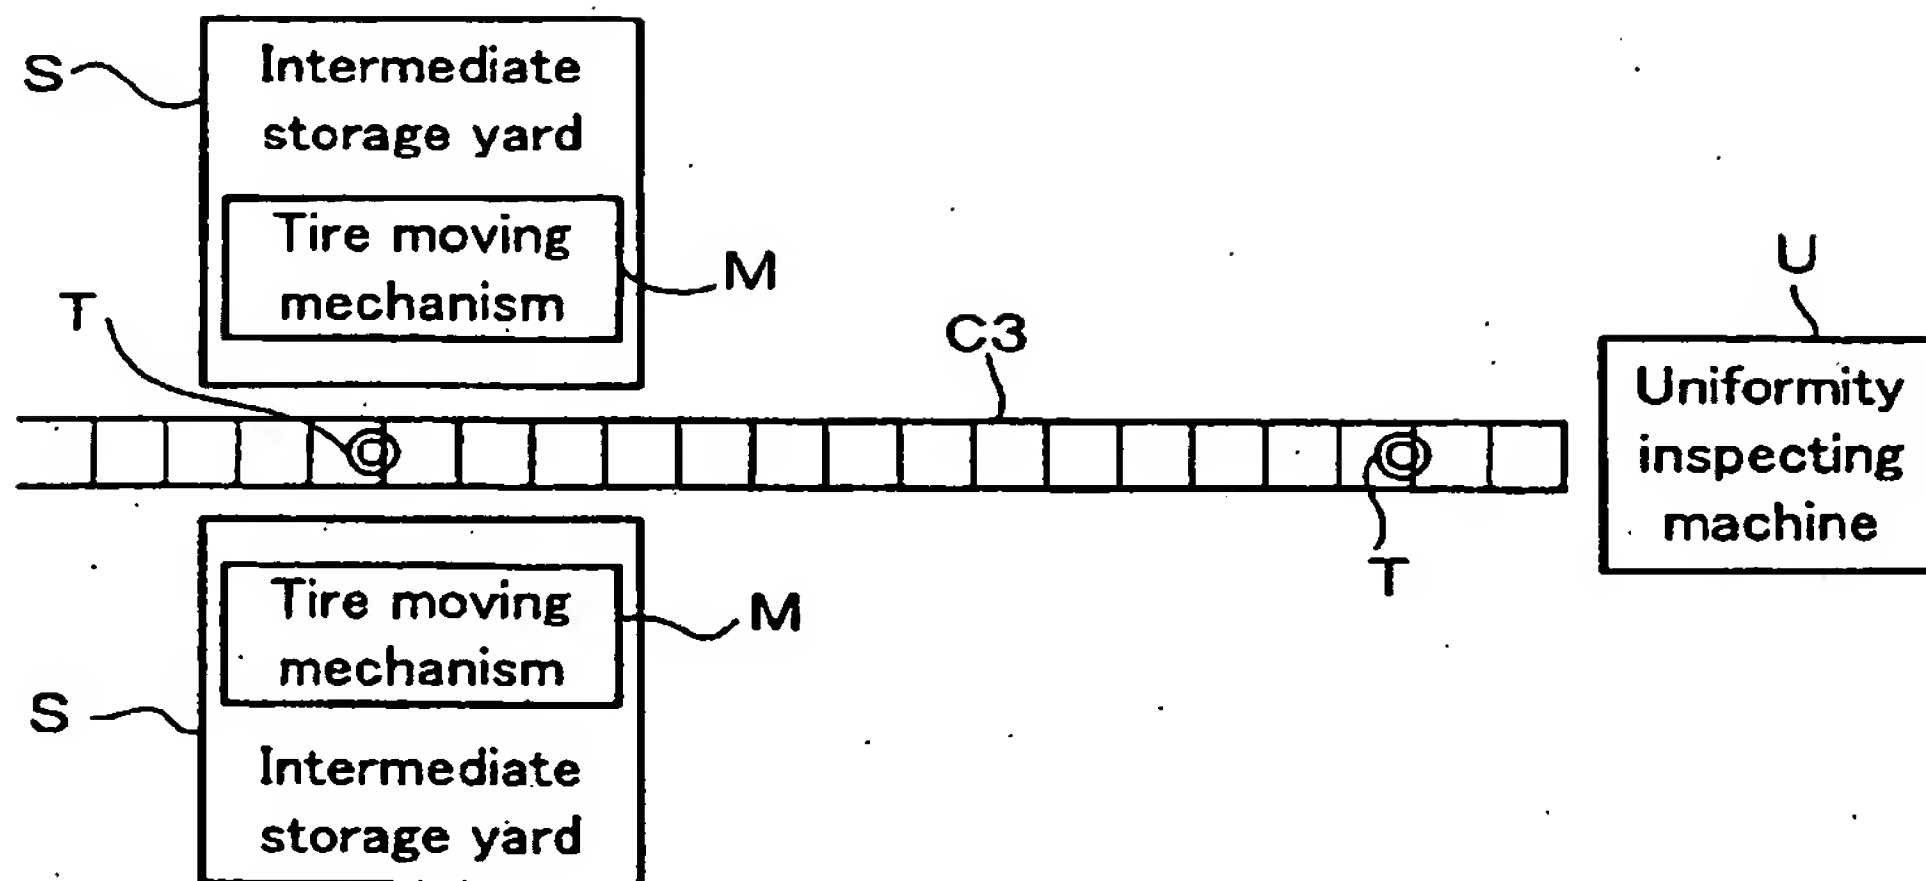 S
Intermediate
storage yard
Tire moving
mechanism
M
T
C3
U
Uniformity
inspecting
machine
T
Tire moving
mechanism
M
S
Intermediate
storage yard